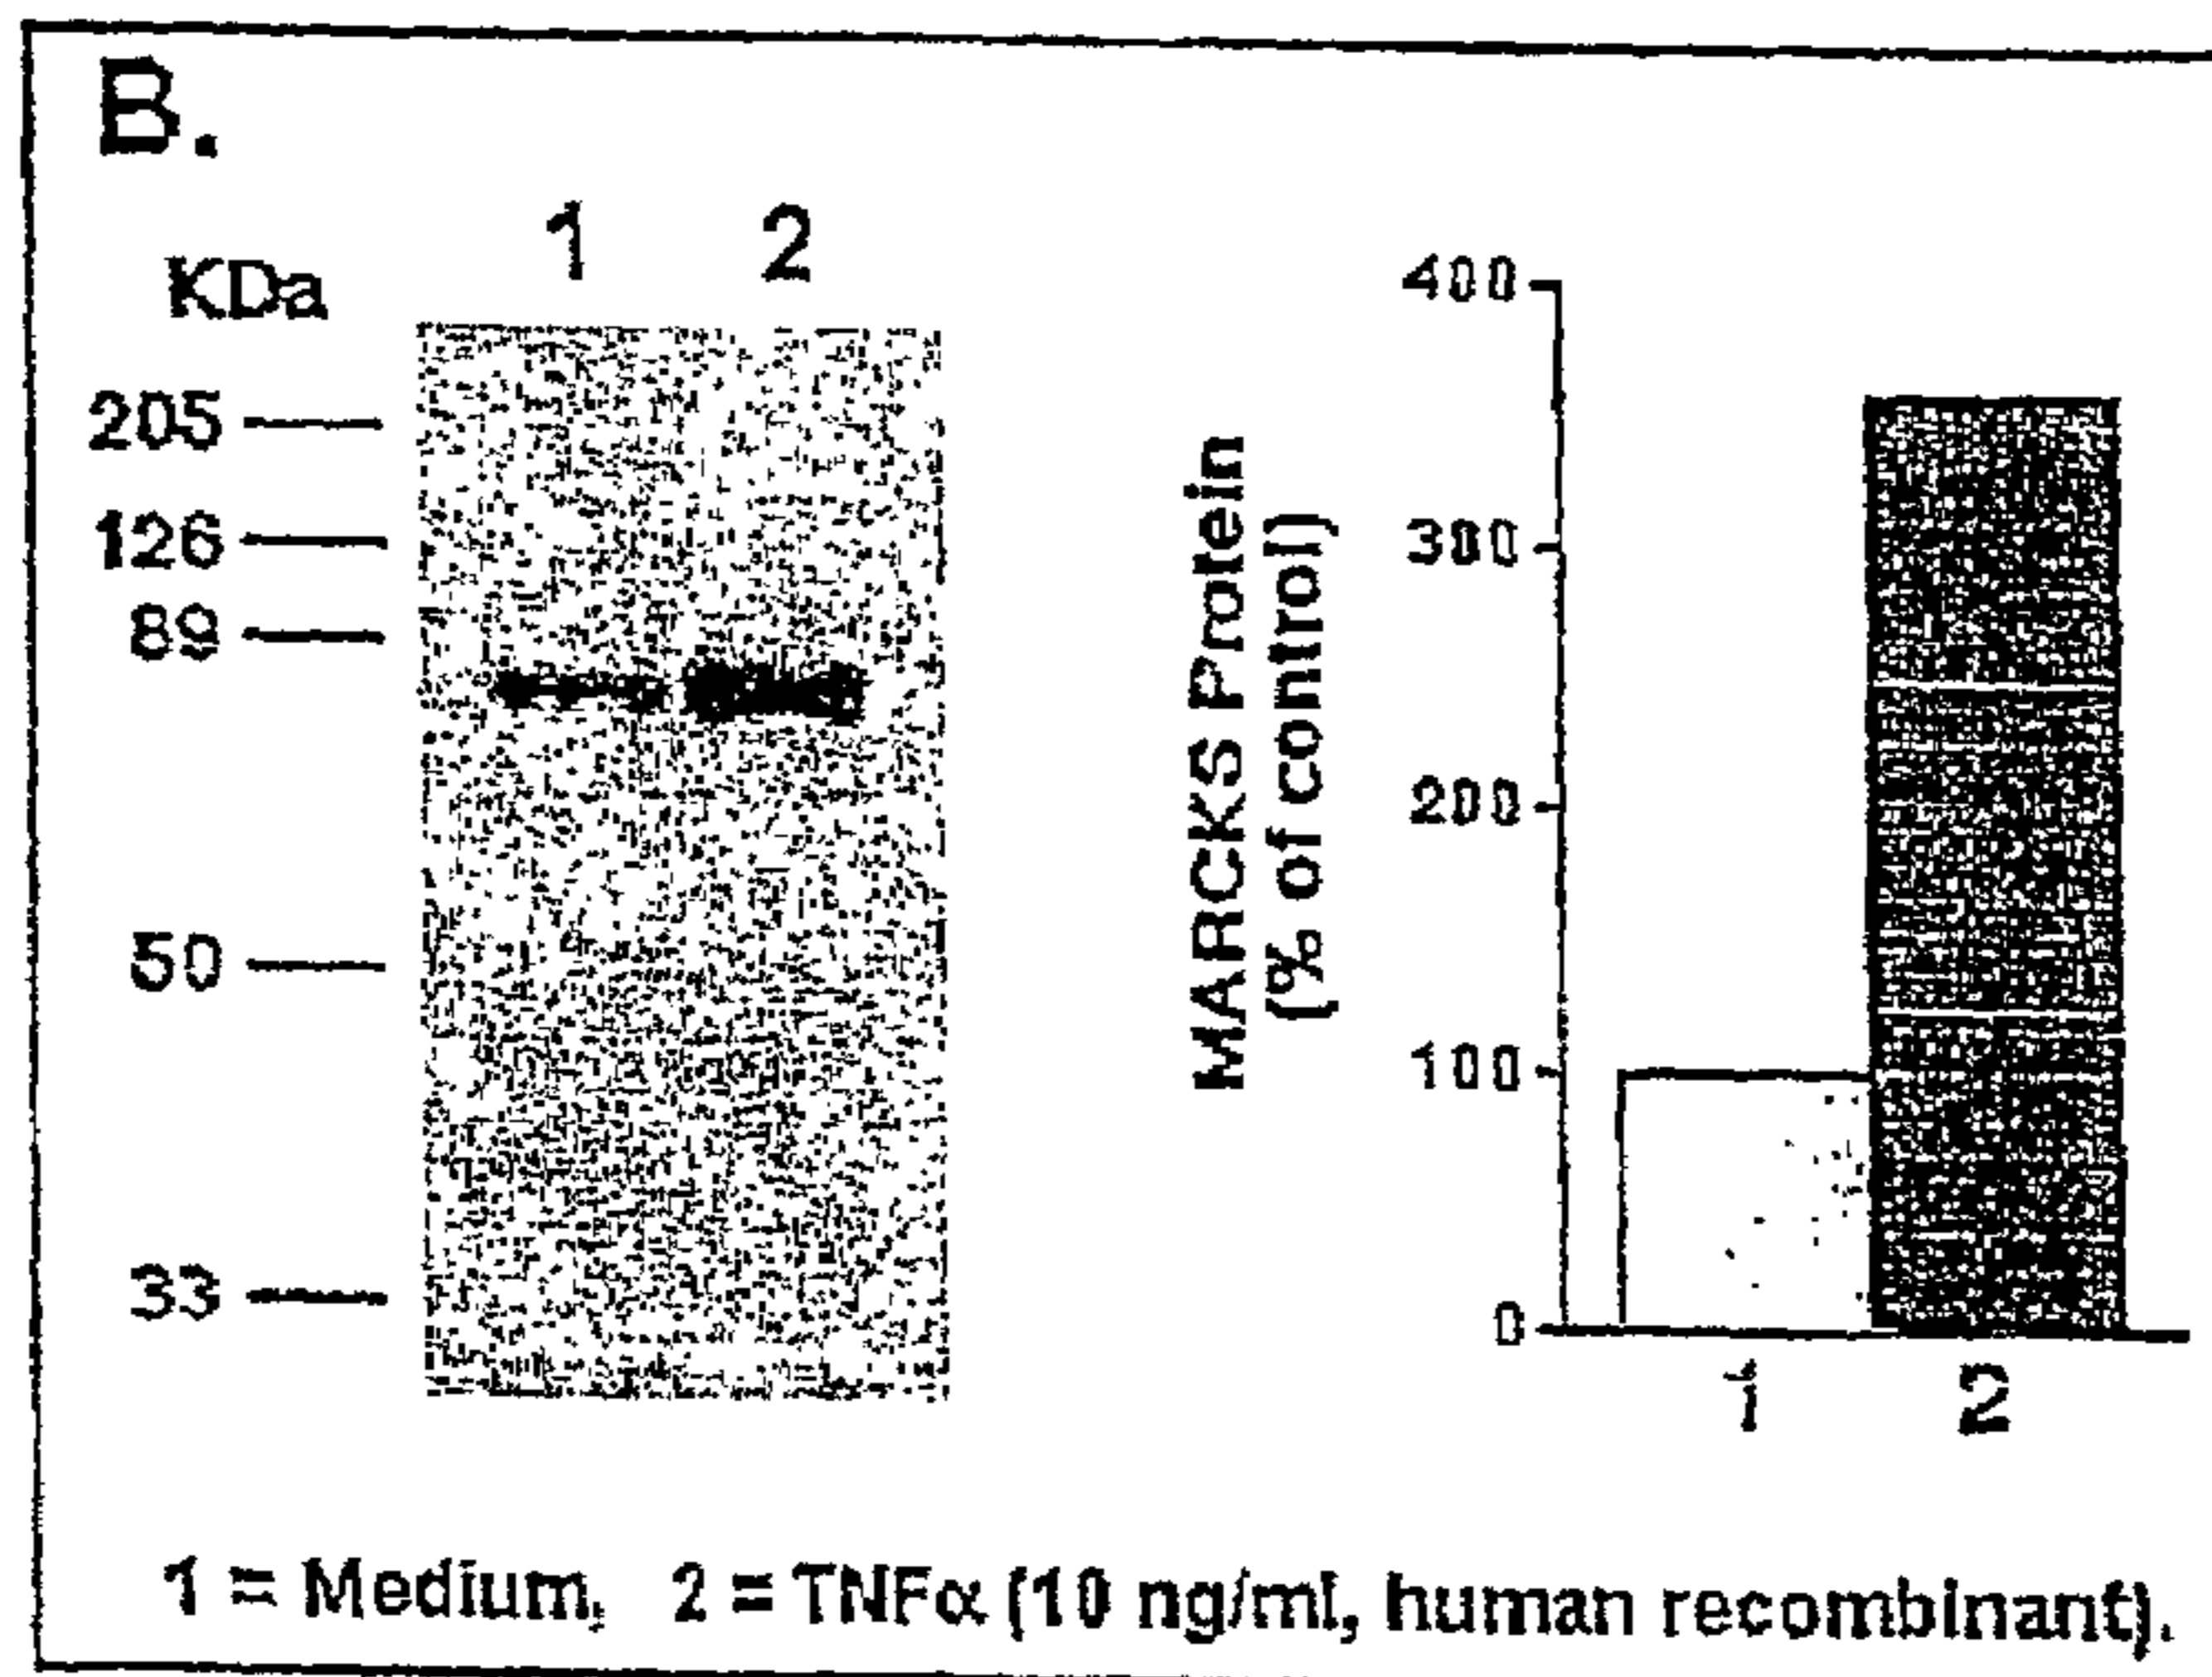 B.
1 2
KDa
205
126
89
50
33
MARCKS Protein
(% of control)
400
300
200
100
0
1 2
1 = Medium, 2 = TNFα (10 ng/ml, human recombinant).